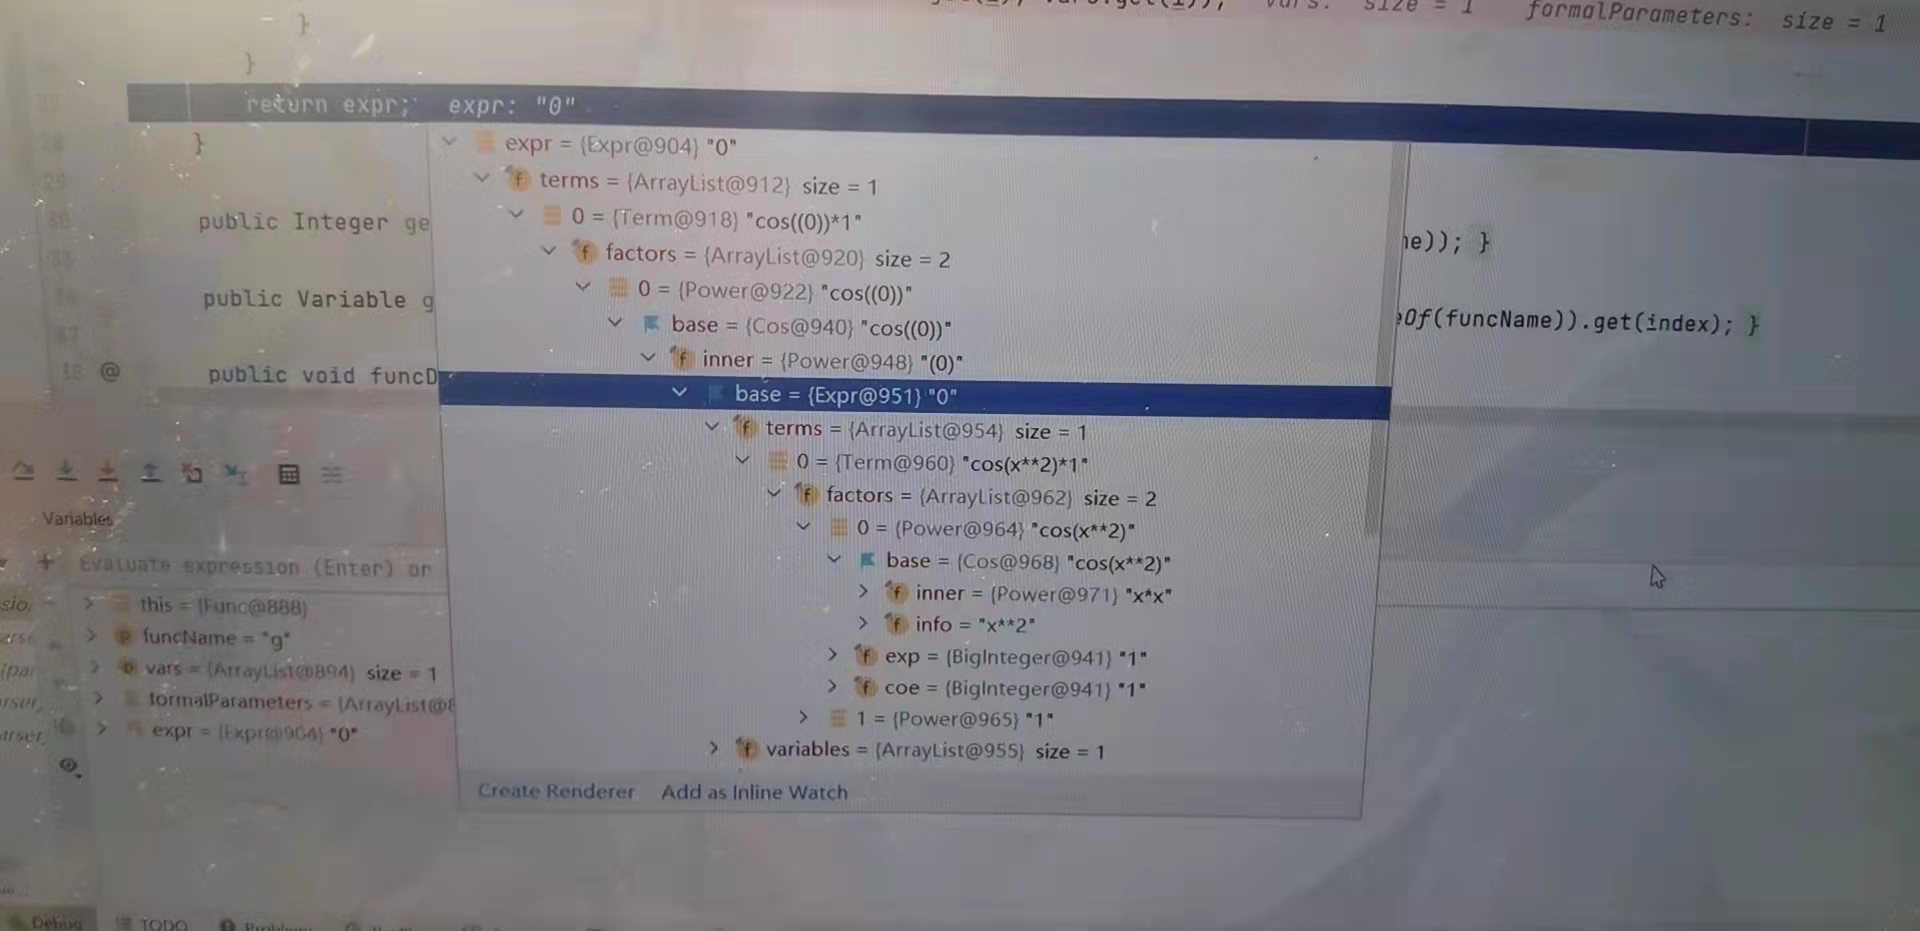 size = 1 formalParameters: size = 1
}
}
return expr; expr: "0"
}
expr = {Expr@904} "0"
terms = {ArrayList@912} size = 1
0 = {Term@918} "cos((0))*1"
public Integer ge
ne)); }
factors = {ArrayList@920} size = 2
0 = {Power@922} "cos((0))"
public Variable g
Of(funcName)).get(index); }
base = {Cos@940} "cos((0))"
inner = {Power@948} "(0)"
@ public void funcD
base = {Expr@951} "0"
terms = {ArrayList@954} size = 1
0 = {Term@960} "cos(x**2)*1"
factors = {ArrayList@962} size = 2
0 = {Power@964} "cos(x**2)"
base = {Cos@968} "cos(x**2)"
inner = {Power@971} "x*x"
info = "x**2"
exp = {BigInteger@941} "1"
coe = {BigInteger@941} "1"
1 = {Power@965} "1"
variables = {ArrayList@955} size = 1
Create Renderer Add as Inline Watch
Variables
+ Evaluate expression (Enter) or
this = {Func@888}
funcName = "g"
vars = {ArrayList@894} size = 1
formalParameters = {ArrayList@8
expr = {Expr@904} "0"
Debug TODO